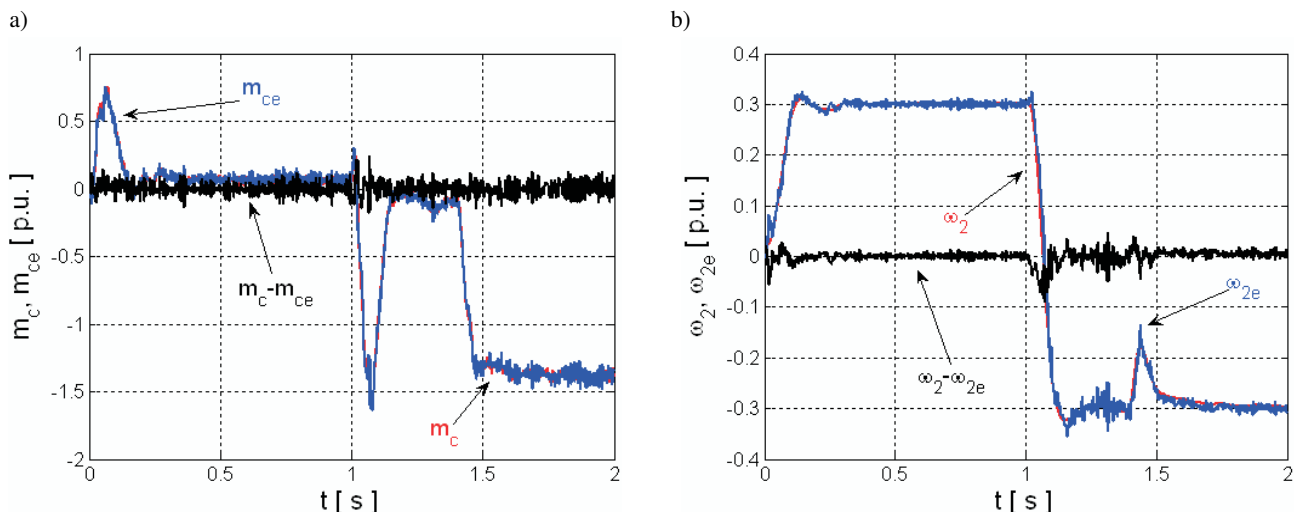 a)
1
0.5
0
-0.5
-1
-1.5
-2
0
0.5
1
1.5
2
m_c, m_ce [ p.u. ]
t [ s ]
m_ce
m_c-m_ce
m_c
b)
0.4
0.3
0.2
0.1
0
-0.1
-0.2
-0.3
-0.4
0
0.5
1
1.5
2
ω_2, ω_2e [ p.u. ]
t [ s ]
ω_2
ω_2e
ω_2-ω_2e